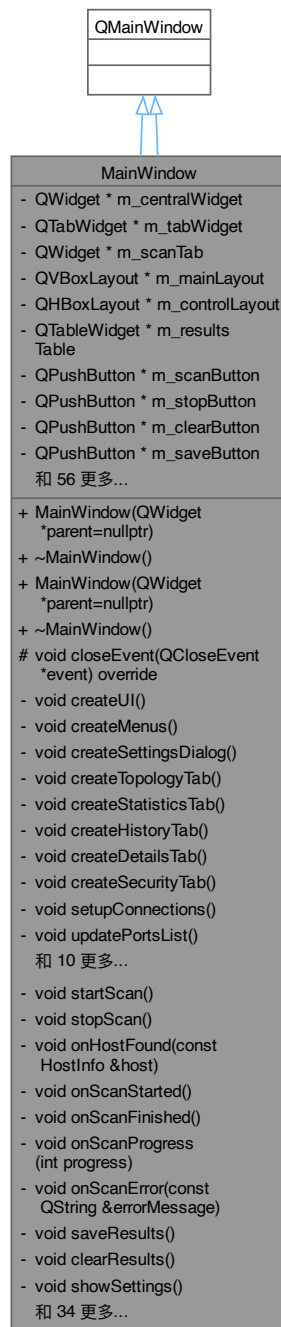 QMainWindow
MainWindow
- QWidget * m_centralWidget
- QTabWidget * m_tabWidget
- QWidget * m_scanTab
- QVBoxLayout * m_mainLayout
- QHBoxLayout * m_controlLayout
- QTableWidget * m_results
Table
- QPushButton * m_scanButton
- QPushButton * m_stopButton
- QPushButton * m_clearButton
- QPushButton * m_saveButton
和 56 更多...
+ MainWindow(QWidget
*parent=nullptr)
+ ~MainWindow()
+ MainWindow(QWidget
*parent=nullptr)
+ ~MainWindow()
# void closeEvent(QCloseEvent
*event) override
- void createUI()
- void createMenus()
- void createSettingsDialog()
- void createTopologyTab()
- void createStatisticsTab()
- void createHistoryTab()
- void createDetailsTab()
- void createSecurityTab()
- void setupConnections()
- void updatePortsList()
和 10 更多...
- void startScan()
- void stopScan()
- void onHostFound(const
HostInfo &host)
- void onScanStarted()
- void onScanFinished()
- void onScanProgress
(int progress)
- void onScanError(const
QString &errorMessage)
- void saveResults()
- void clearResults()
- void showSettings()
和 34 更多...